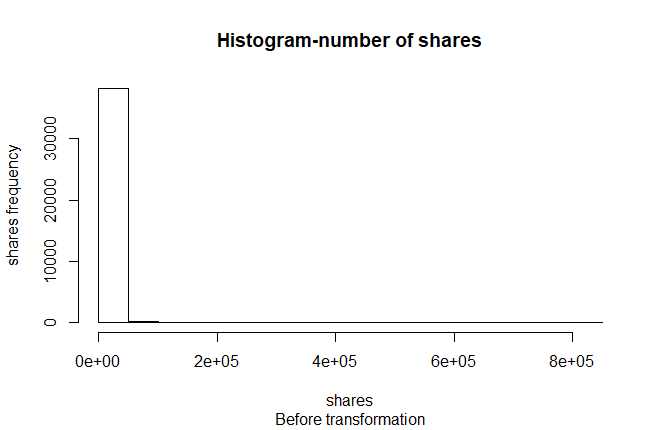 Histogram-number of shares
shares frequency
30000
20000
10000
0
0e+00 2e+05 4e+05 6e+05 8e+05
shares
Before transformation